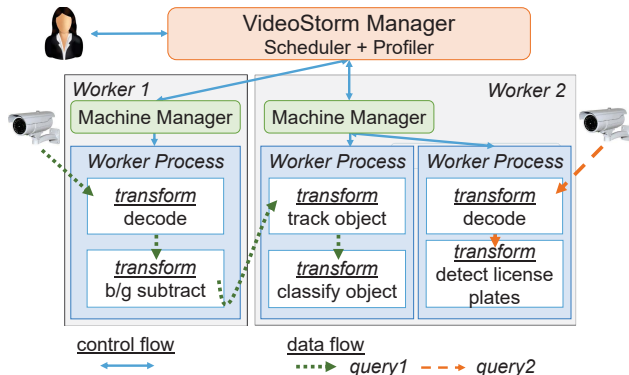 VideoStorm Manager
Scheduler + Profiler
Worker 1
Worker 2
Machine Manager
Machine Manager
Worker Process
transform
decode
transform
b/g subtract
Worker Process
transform
track object
transform
classify object
Worker Process
transform
decode
transform
detect license
plates
control flow
data flow
query1
query2